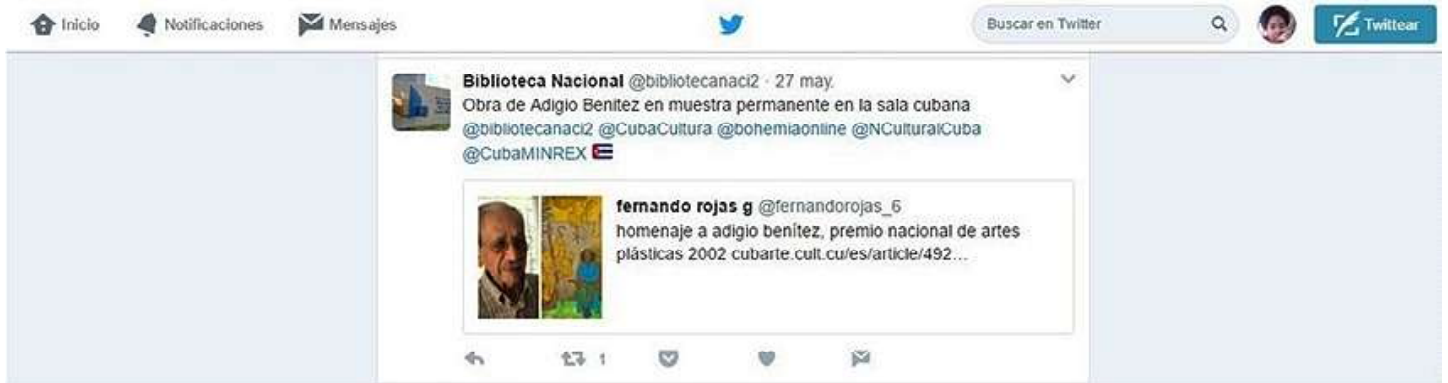 Inicio Notificaciones Mensajes Buscar en Twitter Twittear
Biblioteca Nacional @bibliotecanaci2 · 27 may.
Obra de Adigio Benitez en muestra permanente en la sala cubana
@bibliotecanaci2 @CubaCultura @bohemiaonline @NCulturalCuba
@CubaMINREX
fernando rojas g @fernandorojas_6
homenaje a adigio benítez, premio nacional de artes
plásticas 2002 cubarte.cult.cu/es/article/492...
1